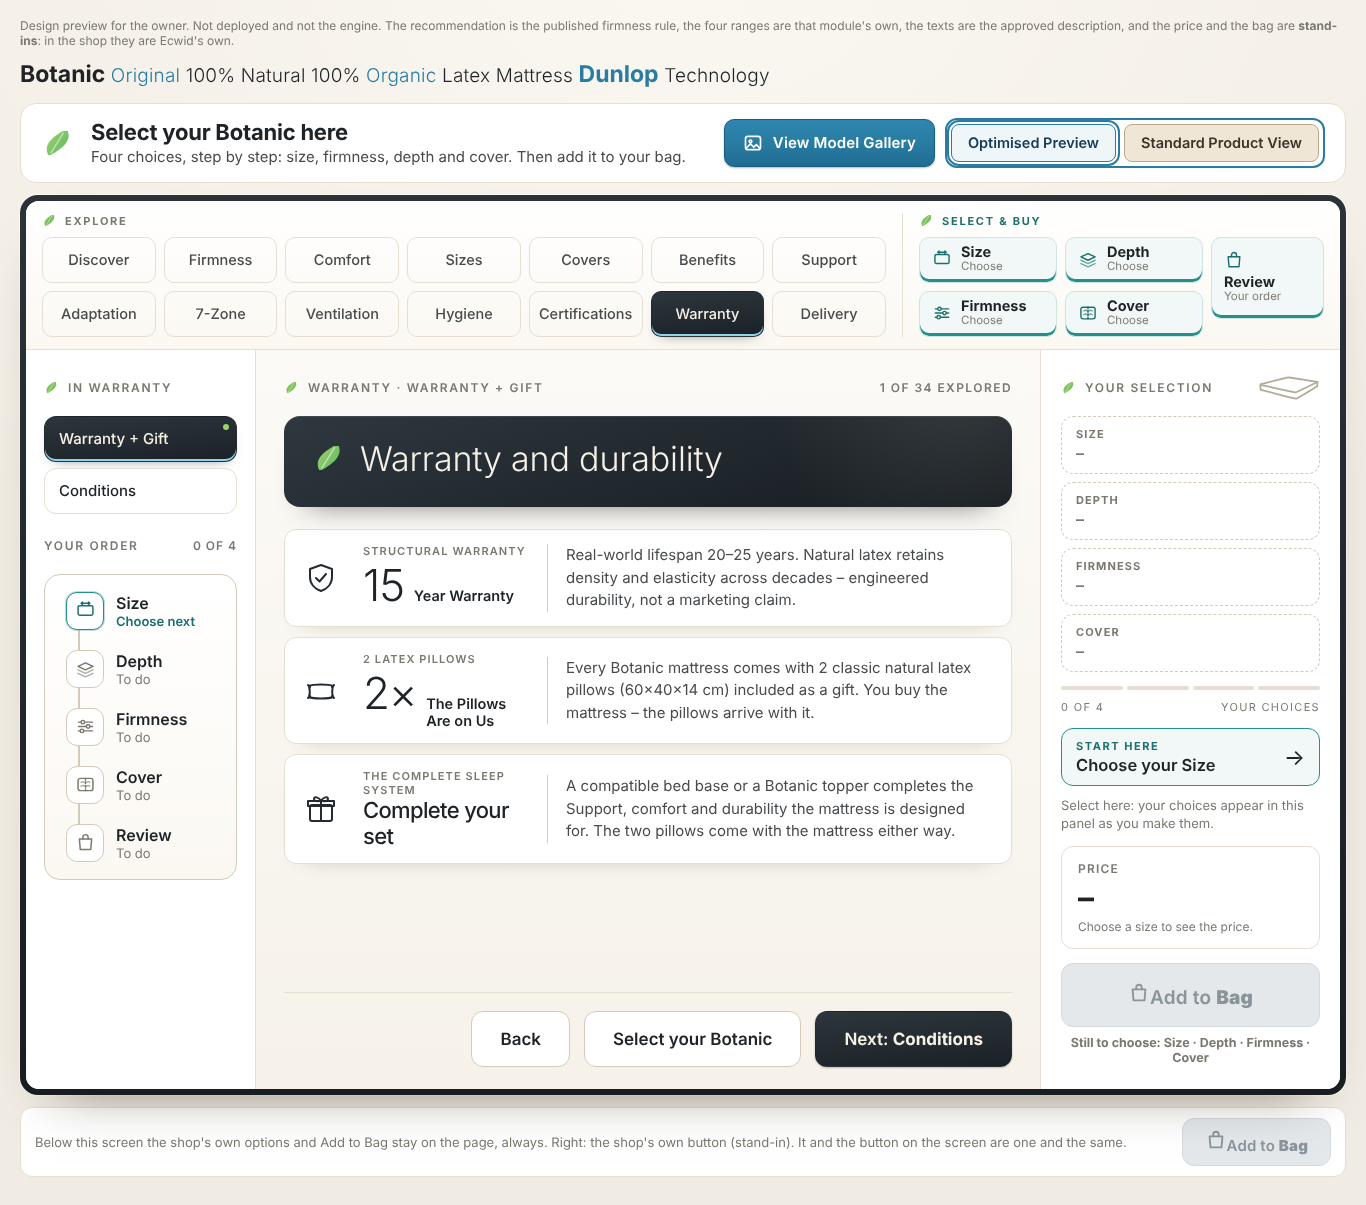 Design preview for the owner. Not deployed and not the engine. The recommendation is the published firmness rule, the four ranges are that module's own, the texts are the approved description, and the price and the bag are stand-
ins: in the shop they are Ecwid's own.
Botanic Original 100% Natural 100% Organic Latex Mattress Dunlop Technology
Select your Botanic here
Four choices, step by step: size, firmness, depth and cover. Then add it to your bag.
View Model Gallery
Optimised Preview
Standard Product View
EXPLORE
Discover
Firmness
Comfort
Sizes
Covers
Benefits
Support
Adaptation
7-Zone
Ventilation
Hygiene
Certifications
Warranty
Delivery
SELECT & BUY
Size
Choose
Depth
Choose
Firmness
Choose
Cover
Choose
Review
Your order
IN WARRANTY
Warranty + Gift
Conditions
YOUR ORDER
0 OF 4
Size
Choose next
Depth
To do
Firmness
To do
Cover
To do
Review
To do
WARRANTY · WARRANTY + GIFT
1 OF 34 EXPLORED
Warranty and durability
STRUCTURAL WARRANTY
15 Year Warranty
Real-world lifespan 20–25 years. Natural latex retains
density and elasticity across decades – engineered
durability, not a marketing claim.
2 LATEX PILLOWS
2× The Pillows
Are on Us
Every Botanic mattress comes with 2 classic natural latex
pillows (60×40×14 cm) included as a gift. You buy the
mattress – the pillows arrive with it.
THE COMPLETE SLEEP
SYSTEM
Complete your
set
A compatible bed base or a Botanic topper completes the
Support, comfort and durability the mattress is designed
for. The two pillows come with the mattress either way.
Back
Select your Botanic
Next: Conditions
YOUR SELECTION
SIZE
–
DEPTH
–
FIRMNESS
–
COVER
–
0 OF 4
YOUR CHOICES
START HERE
Choose your Size
Select here: your choices appear in this
panel as you make them.
PRICE
–
Choose a size to see the price.
Add to Bag
Still to choose: Size · Depth · Firmness ·
Cover
Below this screen the shop's own options and Add to Bag stay on the page, always. Right: the shop's own button (stand-in). It and the button on the screen are one and the same.
Add to Bag